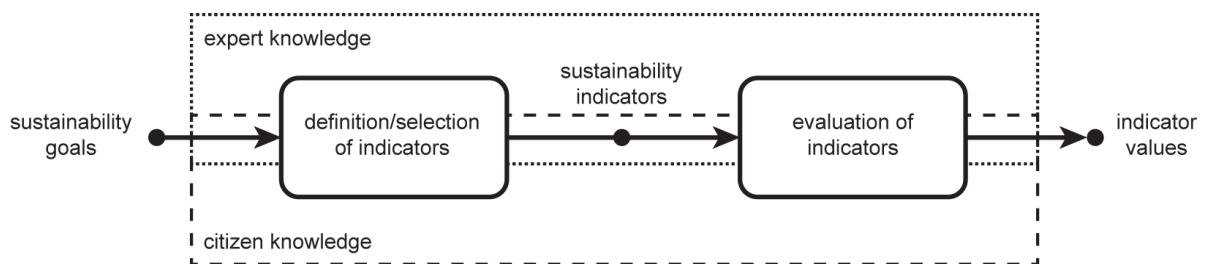 expert knowledge
sustainability
indicators
sustainability
goals
definition/selection
of indicators
evaluation of
indicators
indicator
values
citizen knowledge